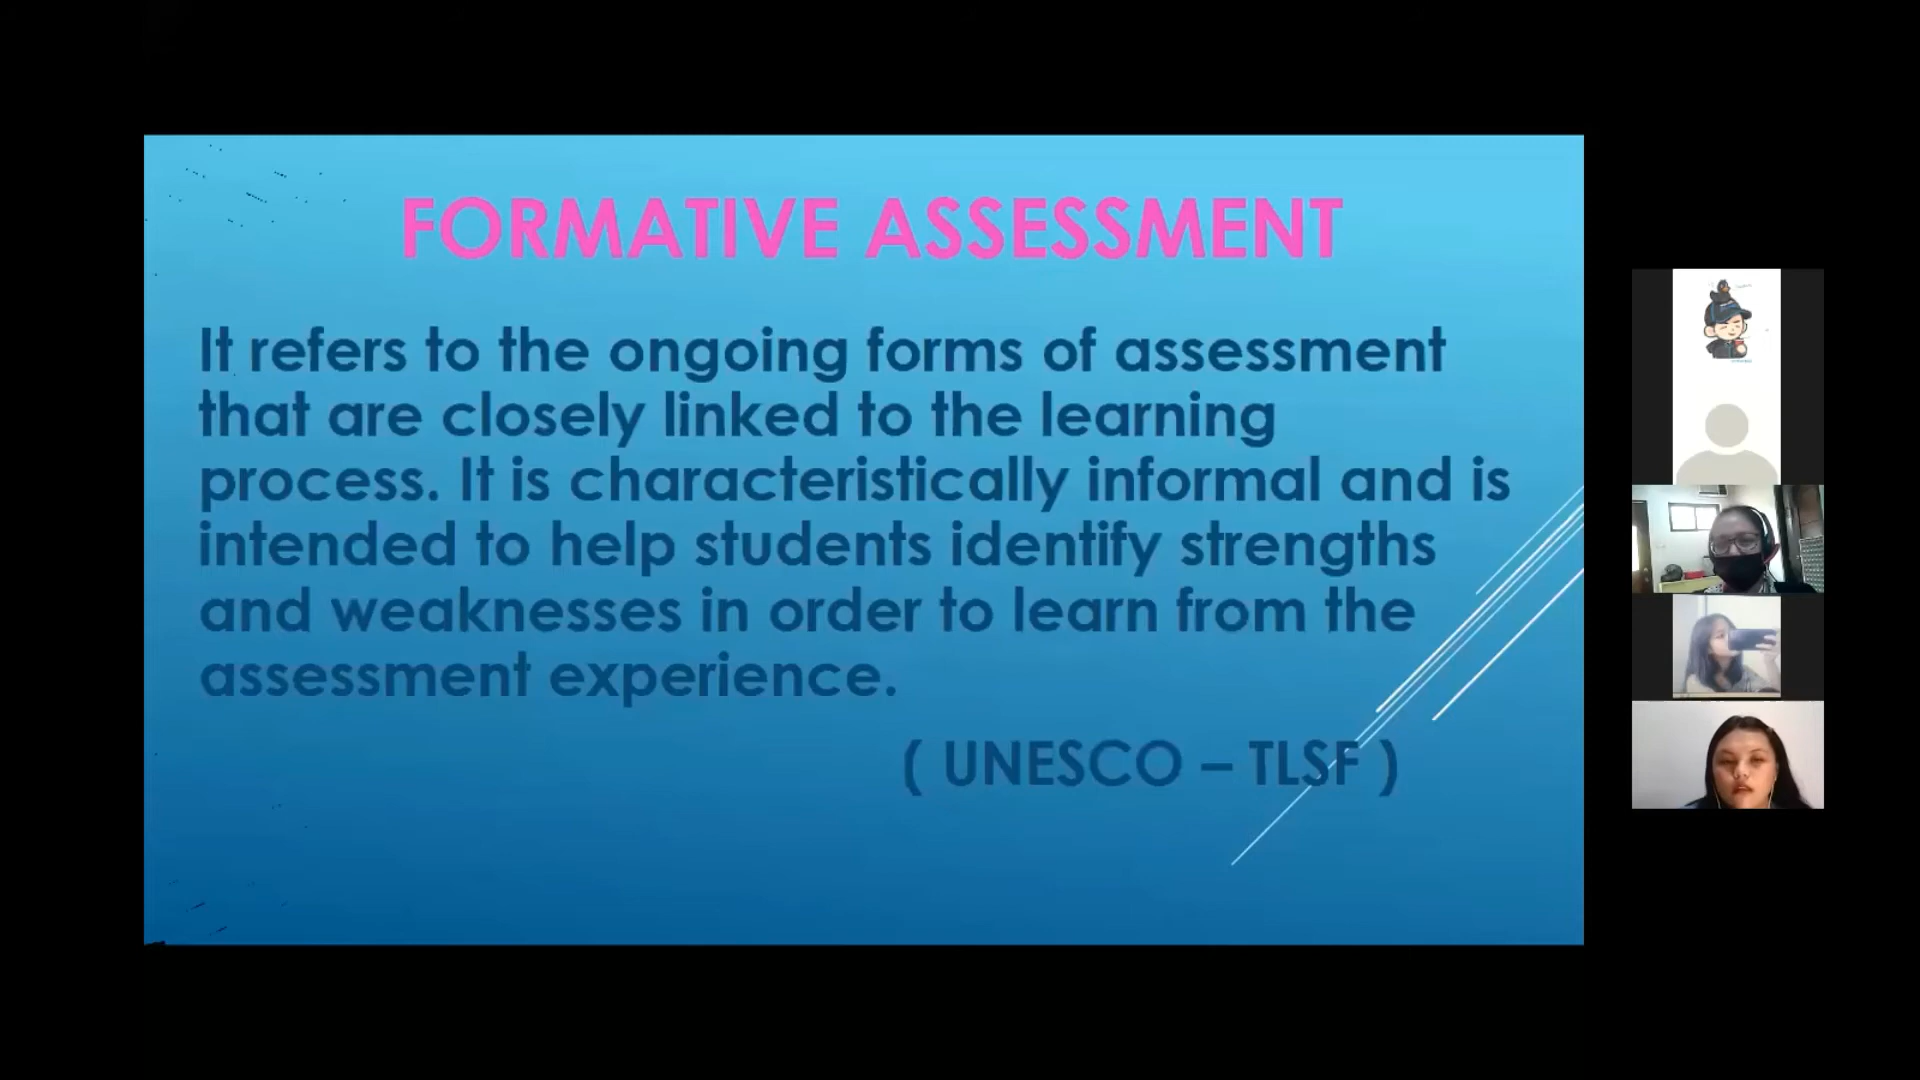 FORMATIVE ASSESSMENT
It refers to the ongoing forms of assessment
that are closely linked to the learning
process. It is characteristically informal and is
intended to help students identify strengths
and weaknesses in order to learn from the
assessment experience.
( UNESCO – TLSF )